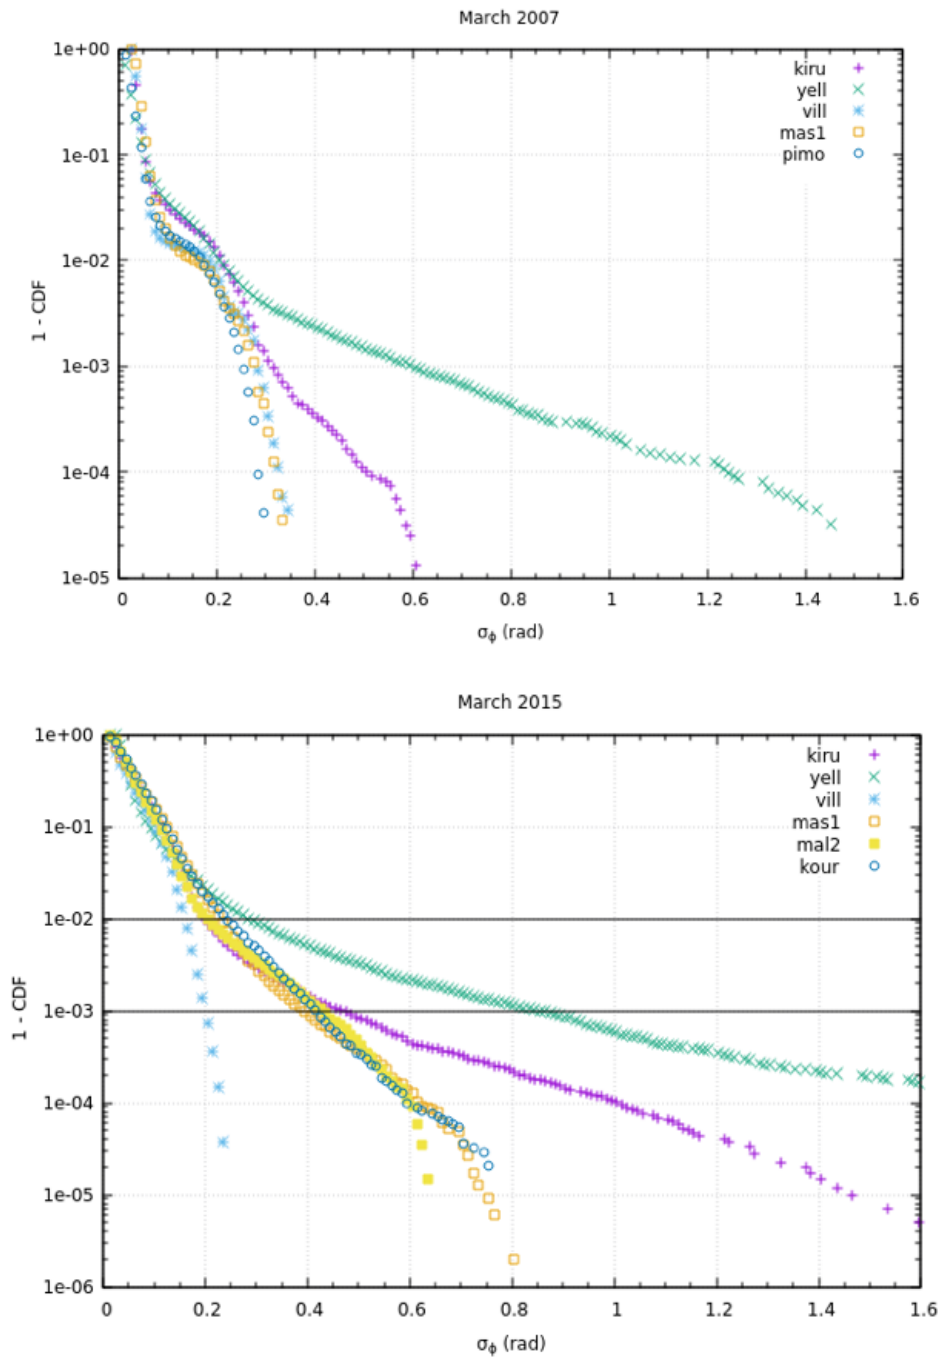 March 2007
1e+00
1e-01
1e-02
1e-03
1e-04
1e-05
1 - CDF
kiru
yell
vill
mas1
pimo
0 0.2 0.4 0.6 0.8 1 1.2 1.4 1.6
σϕ (rad)
March 2015
1e+00
1e-01
1e-02
1e-03
1e-04
1e-05
1e-06
1 - CDF
kiru
yell
vill
mas1
mal2
kour
0 0.2 0.4 0.6 0.8 1 1.2 1.4 1.6
σϕ (rad)